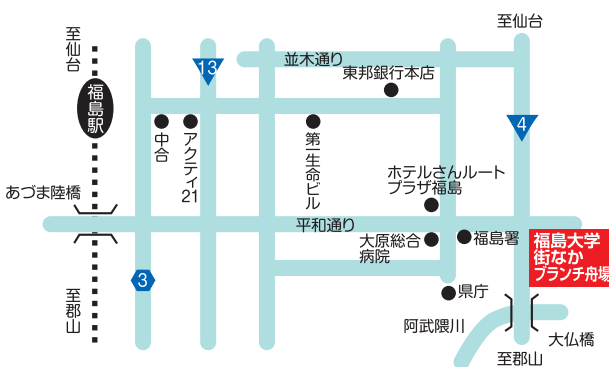 至仙台
至仙台
並木通り
13
東邦銀行本店
福島駅
4
中合
アクティ21
第一生命ビル
ホテルさんルート
プラザ福島
あづま陸橋
平和通り
大原総合
病院
福島署
福島大学
街なか
ブランチ舟場
3
県庁
至郡山
阿武隈川
大仏橋
至郡山